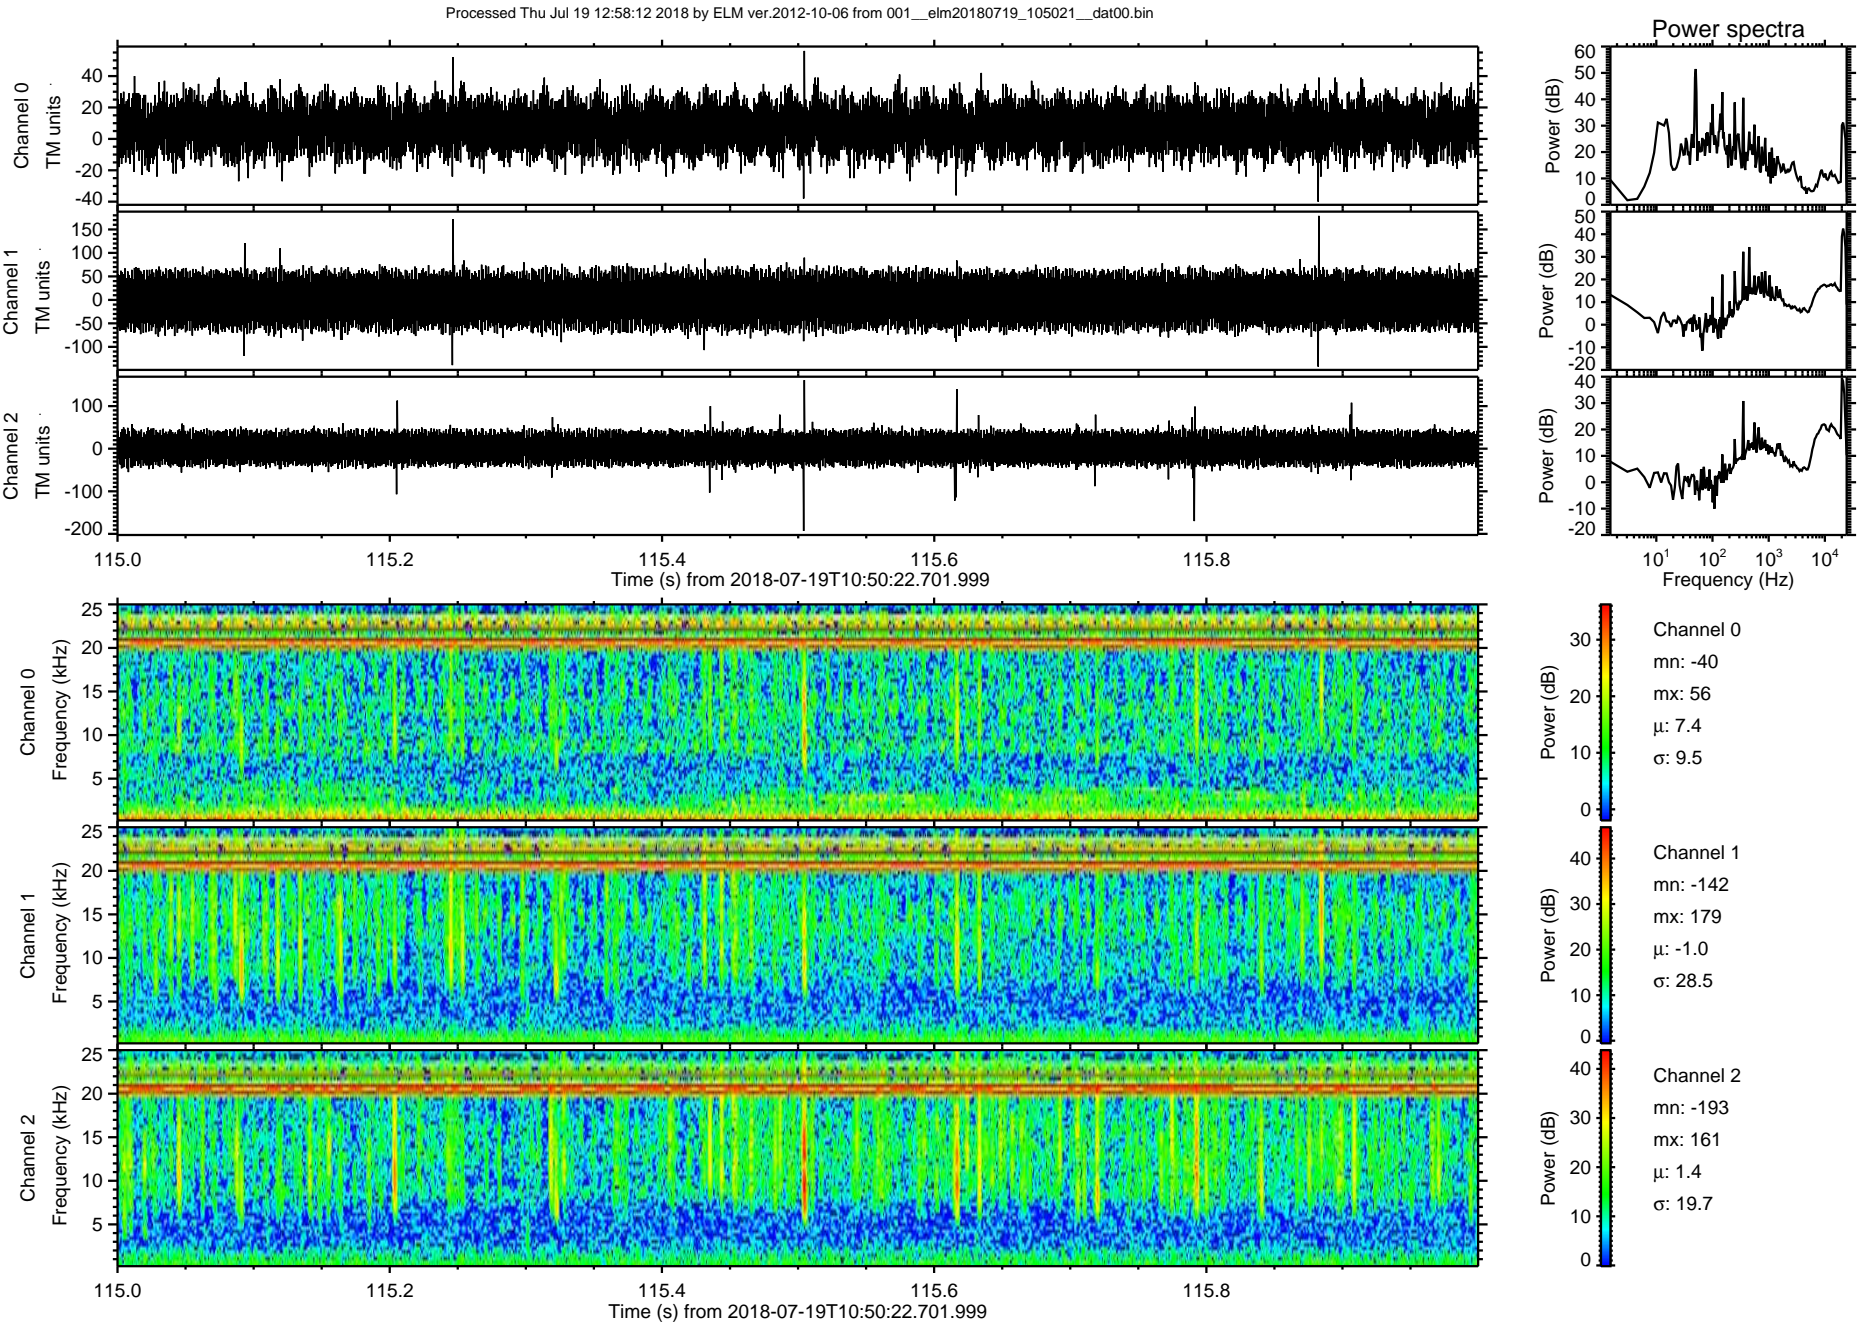 Processed Thu Jul 19 12:58:12 2018 by ELM ver.2012-10-06 from 001__elm20180719_105021__dat00.bin
Power spectra
Channel 0
TM units
40
20
0
-20
-40
Power (dB)
60
50
40
30
20
10
0
Channel 1
TM units
150
100
50
0
-50
-100
Power (dB)
50
40
30
20
10
0
-10
-20
Channel 2
TM units
100
0
-100
-200
Power (dB)
40
30
20
10
0
-10
-20
115.0 115.2 115.4 115.6 115.8
Time (s) from 2018-07-19T10:50:22.701.999
10¹ 10² 10³ 10⁴
Frequency (Hz)
Channel 0
Frequency (kHz)
25
20
15
10
5
Power (dB)
30
20
10
0
Channel 0
mn: -40
mx: 56
μ: 7.4
σ: 9.5
Channel 1
Frequency (kHz)
25
20
15
10
5
Power (dB)
40
30
20
10
0
Channel 1
mn: -142
mx: 179
μ: -1.0
σ: 28.5
Channel 2
Frequency (kHz)
25
20
15
10
5
Power (dB)
40
30
20
10
0
Channel 2
mn: -193
mx: 161
μ: 1.4
σ: 19.7
115.0 115.2 115.4 115.6 115.8
Time (s) from 2018-07-19T10:50:22.701.999